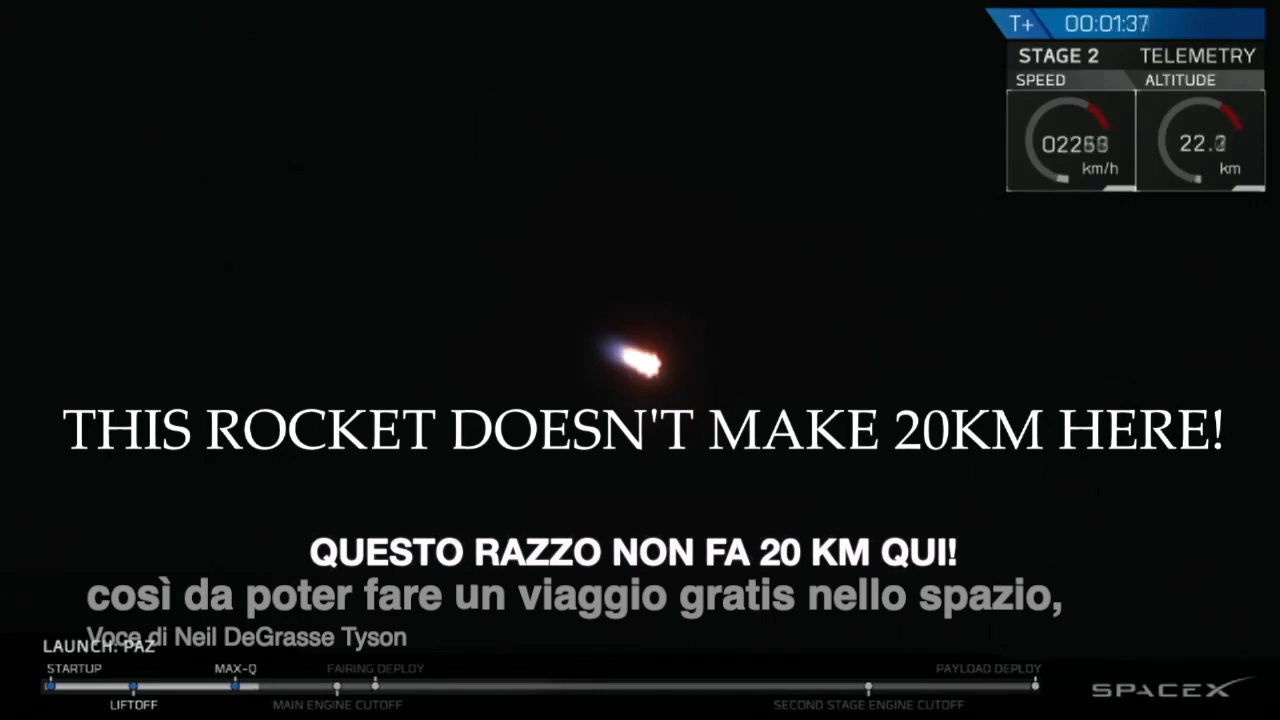 T+ 00:01:37
STAGE 2 TELEMETRY
SPEED ALTITUDE
km/h km
THIS ROCKET DOESN'T MAKE 20KM HERE!
QUESTO RAZZO NON FA 20 KM QUI!
così da poter fare un viaggio gratis nello spazio,
Voce di Neil DeGrasse Tyson
LAUNCH: PAZ
STARTUP MAX-Q FAIRING DEPLOY PAYLOAD DEPLOY
LIFTOFF MAIN ENGINE CUTOFF SECOND STAGE ENGINE CUTOFF
SPACEX